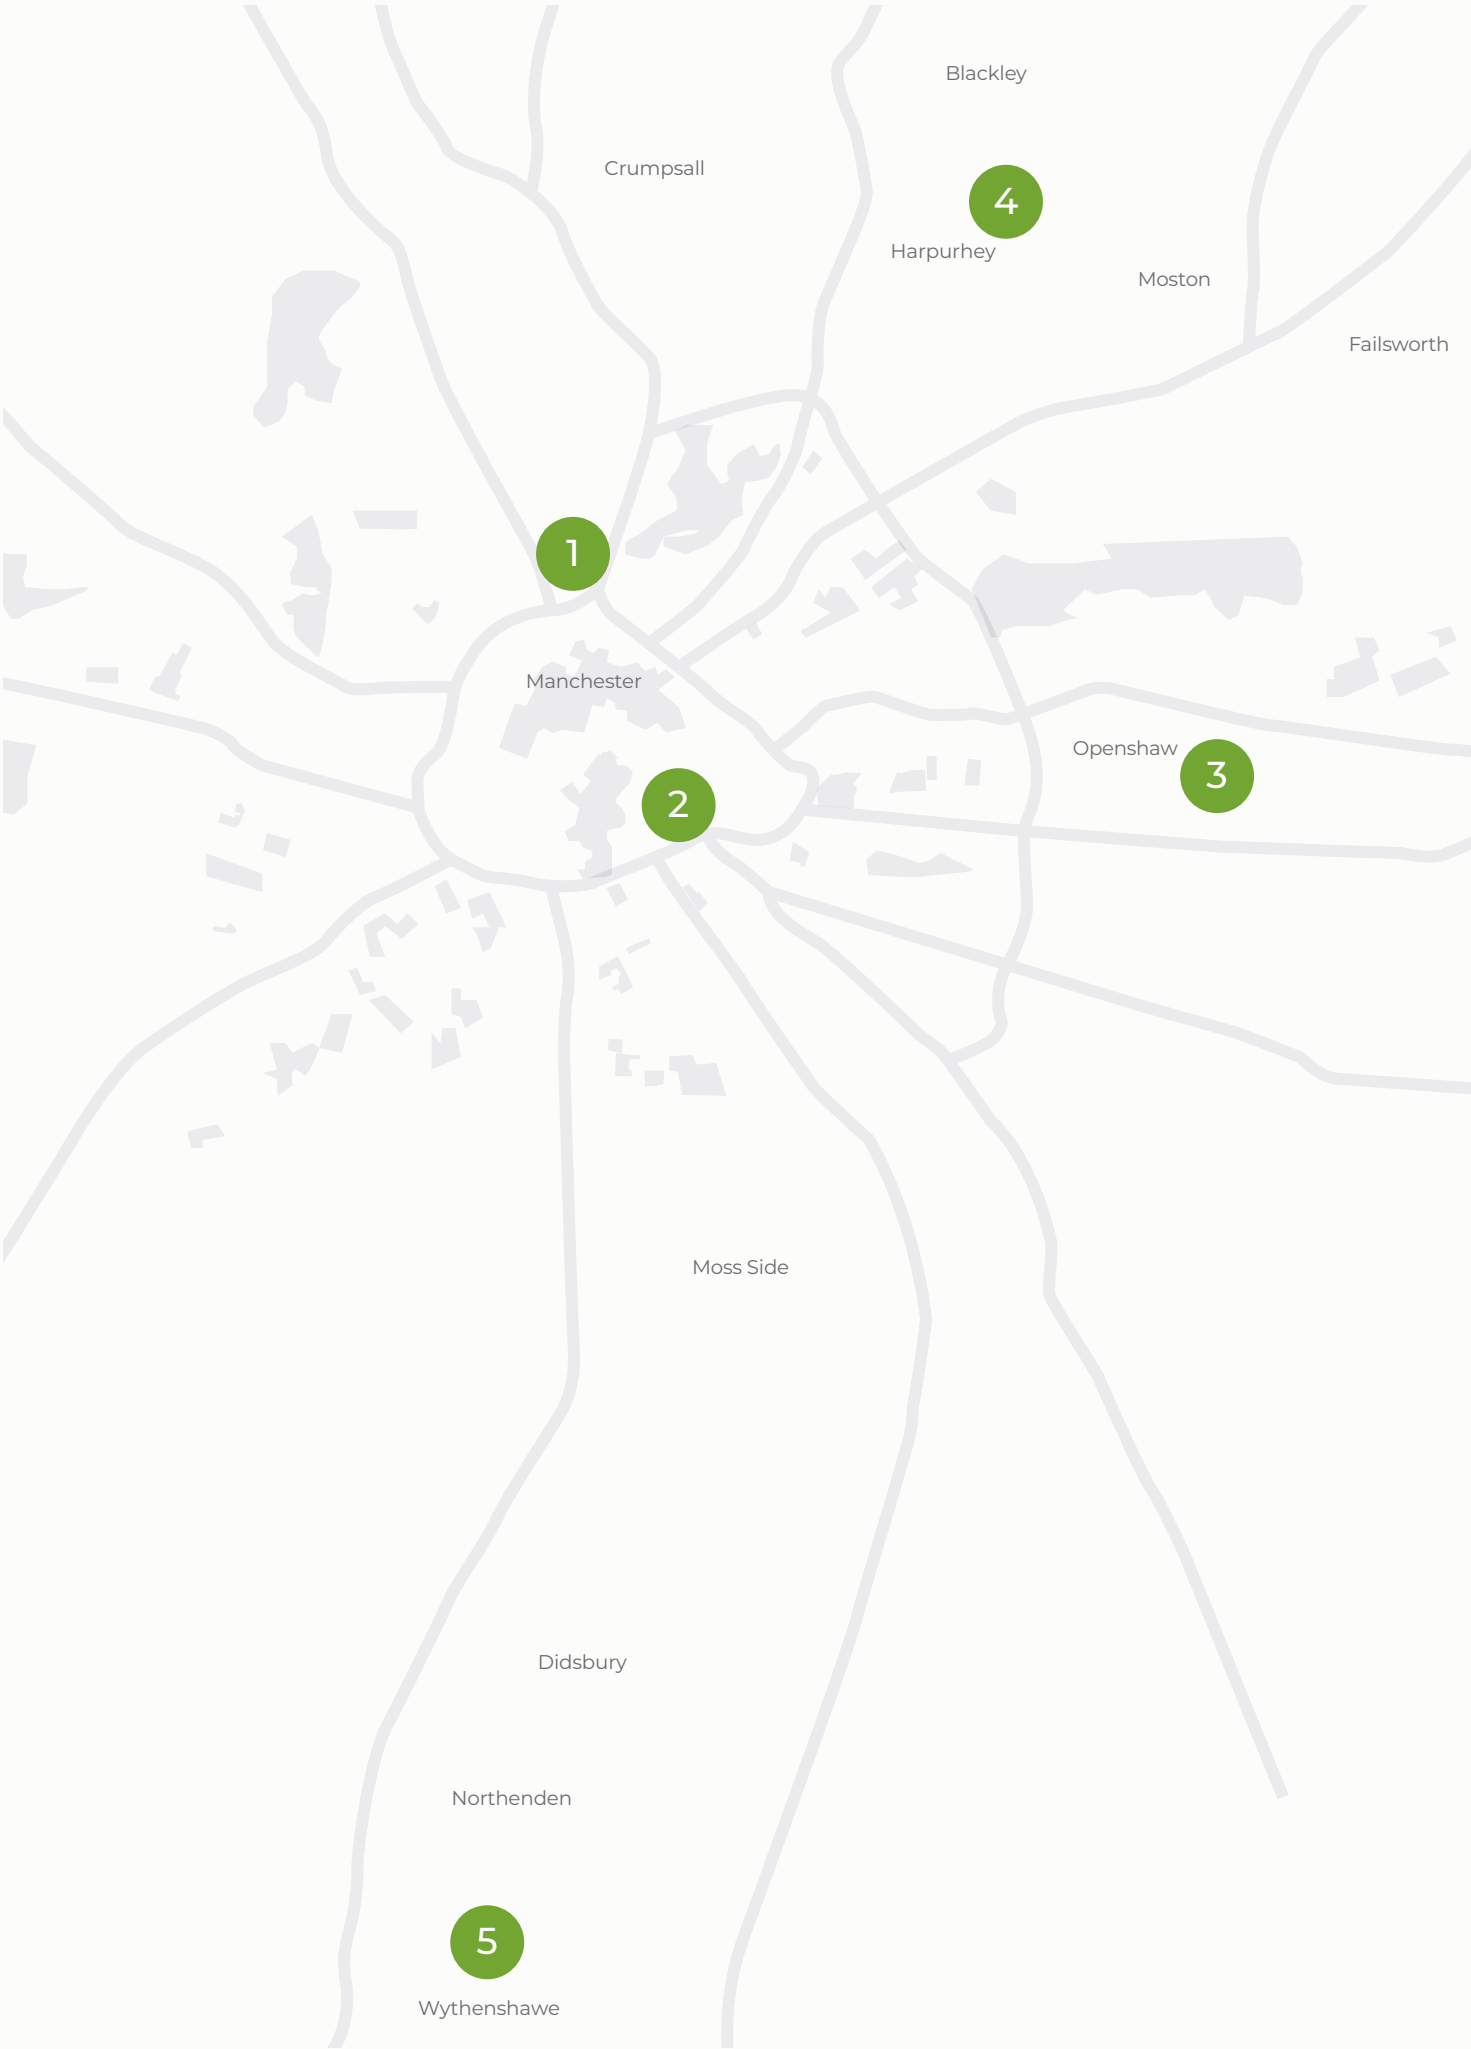 Blackley
Crumpsall
4
Harpurhey
Moston
Failsworth
1
Manchester
Openshaw
3
2
Moss Side
Didsbury
Northenden
5
Wythenshawe